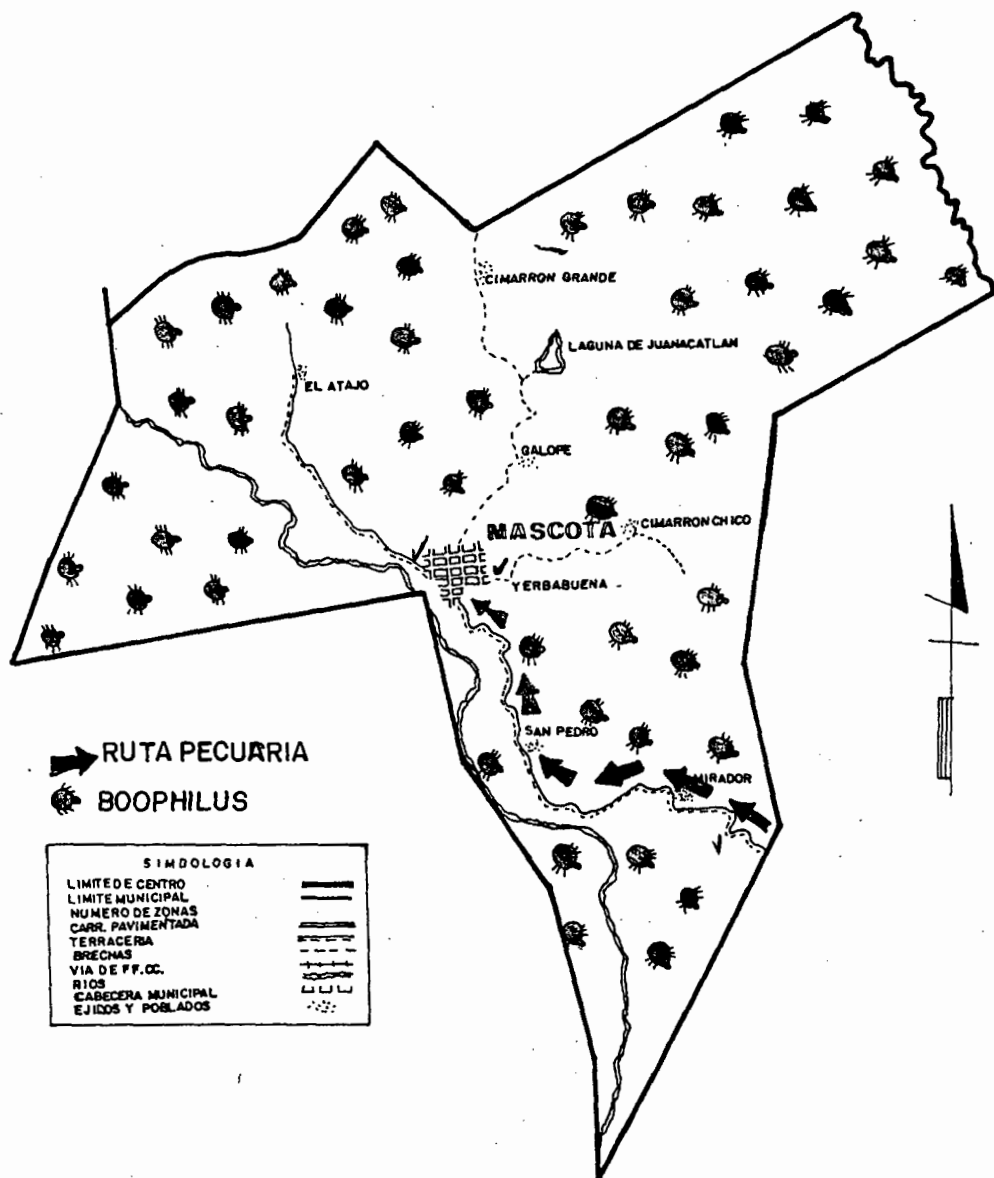 CIMARRON GRANDE
LAGUNA DE JUANACATLAN
EL ATAJO
GALOPE
MASCOTA
CIMARRON CHICO
YERBABUENA
SAN PEDRO
MIRADOR
RUTA PECUARIA
BOOPHILUS
SIMDOLOGIA
LIMITE DE CENTRO
LIMITE MUNICIPAL
NUMERO DE ZONAS
CARR. PAVIMENTADA
TERRACERIA
BRECHAS
VIA DE FF.CC.
RIOS
CABECERA MUNICIPAL
EJIDOS Y POBLADOS